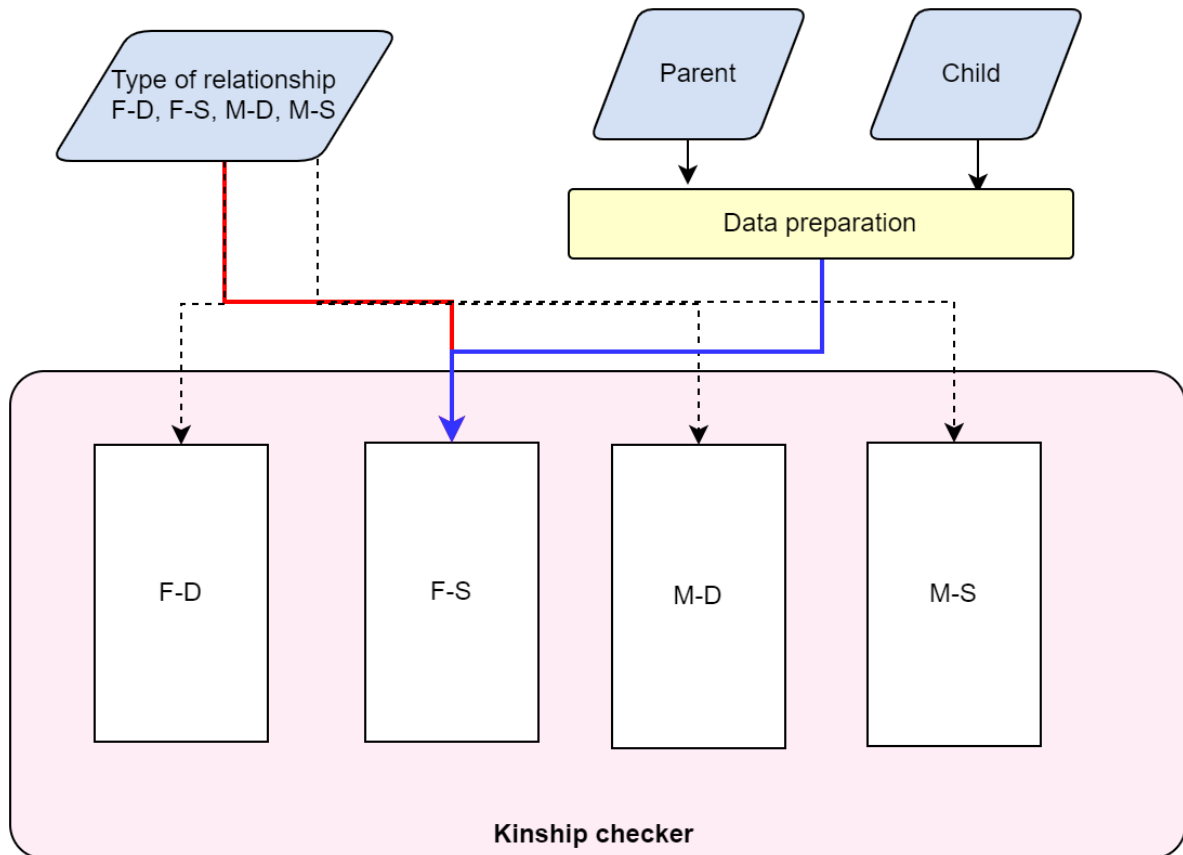 Type of relationship
F-D, F-S, M-D, M-S
Parent
Child
Data preparation
F-D
F-S
M-D
M-S
Kinship checker